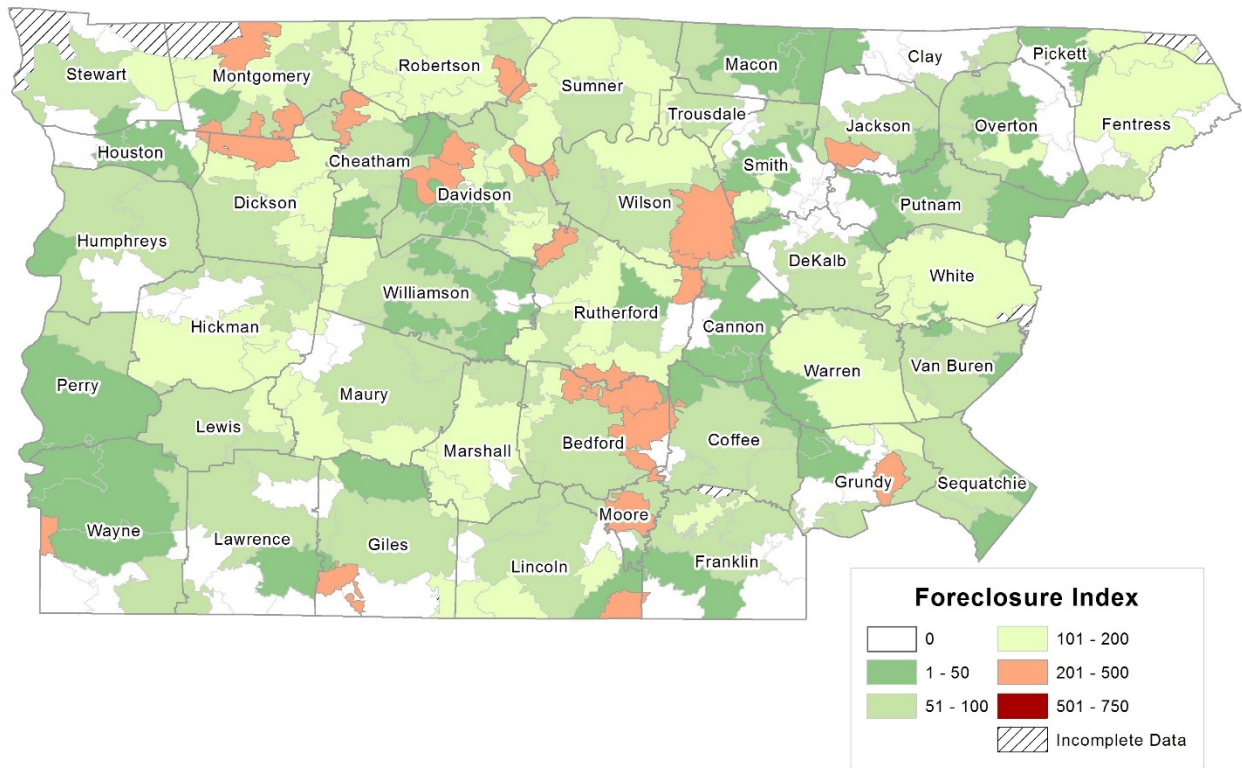 Stewart
Montgomery
Robertson
Sumner
Macon
Clay
Pickett
Trousdale
Jackson
Overton
Fentress
Houston
Cheatham
Smith
Dickson
Davidson
Wilson
Putnam
Humphreys
DeKalb
White
Williamson
Hickman
Rutherford
Cannon
Warren
Van Buren
Perry
Maury
Lewis
Marshall
Bedford
Coffee
Grundy
Sequatchie
Wayne
Lawrence
Giles
Moore
Lincoln
Franklin
Foreclosure Index
0
101 - 200
1 - 50
201 - 500
51 - 100
501 - 750
Incomplete Data